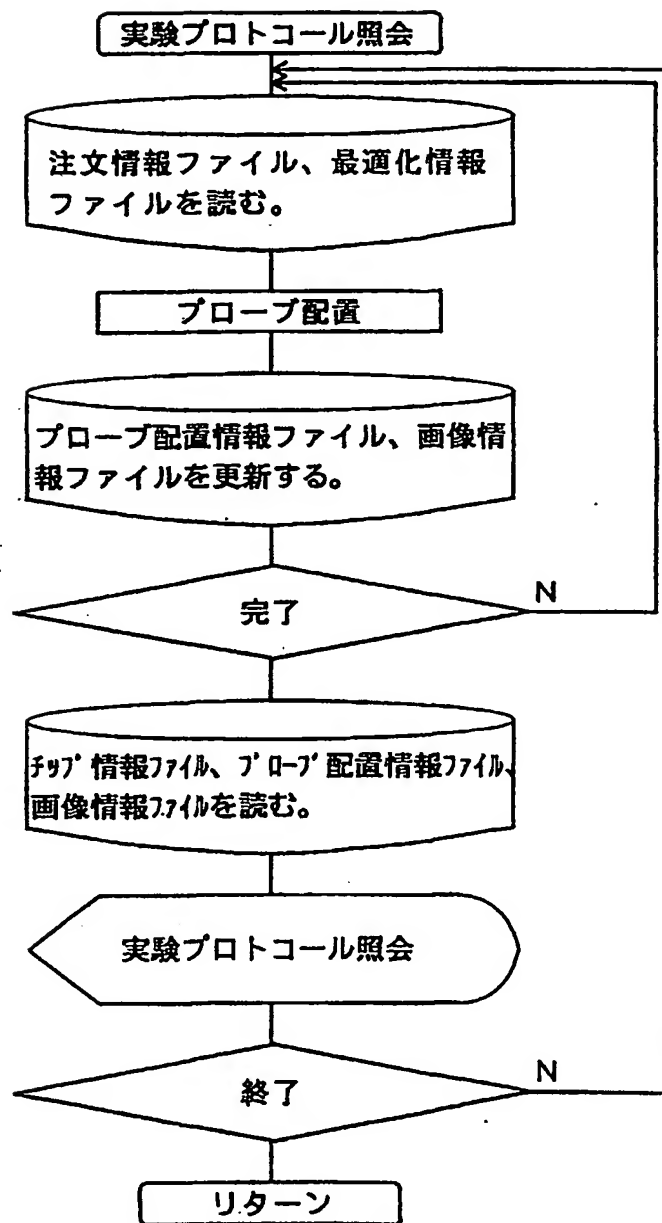 実験プロトコール照会
注文情報ファイル、最適化情報
ファイルを読む。
プローブ配置
プローブ配置情報ファイル、画像情
報ファイルを更新する。
完了
N
ﾁｯﾌﾟ情報ﾌｧｲﾙ、ﾌﾟﾛｰﾌﾞ配置情報ﾌｧｲﾙ、
画像情報ﾌｧｲﾙを読む。
実験プロトコール照会
終了
N
リターン